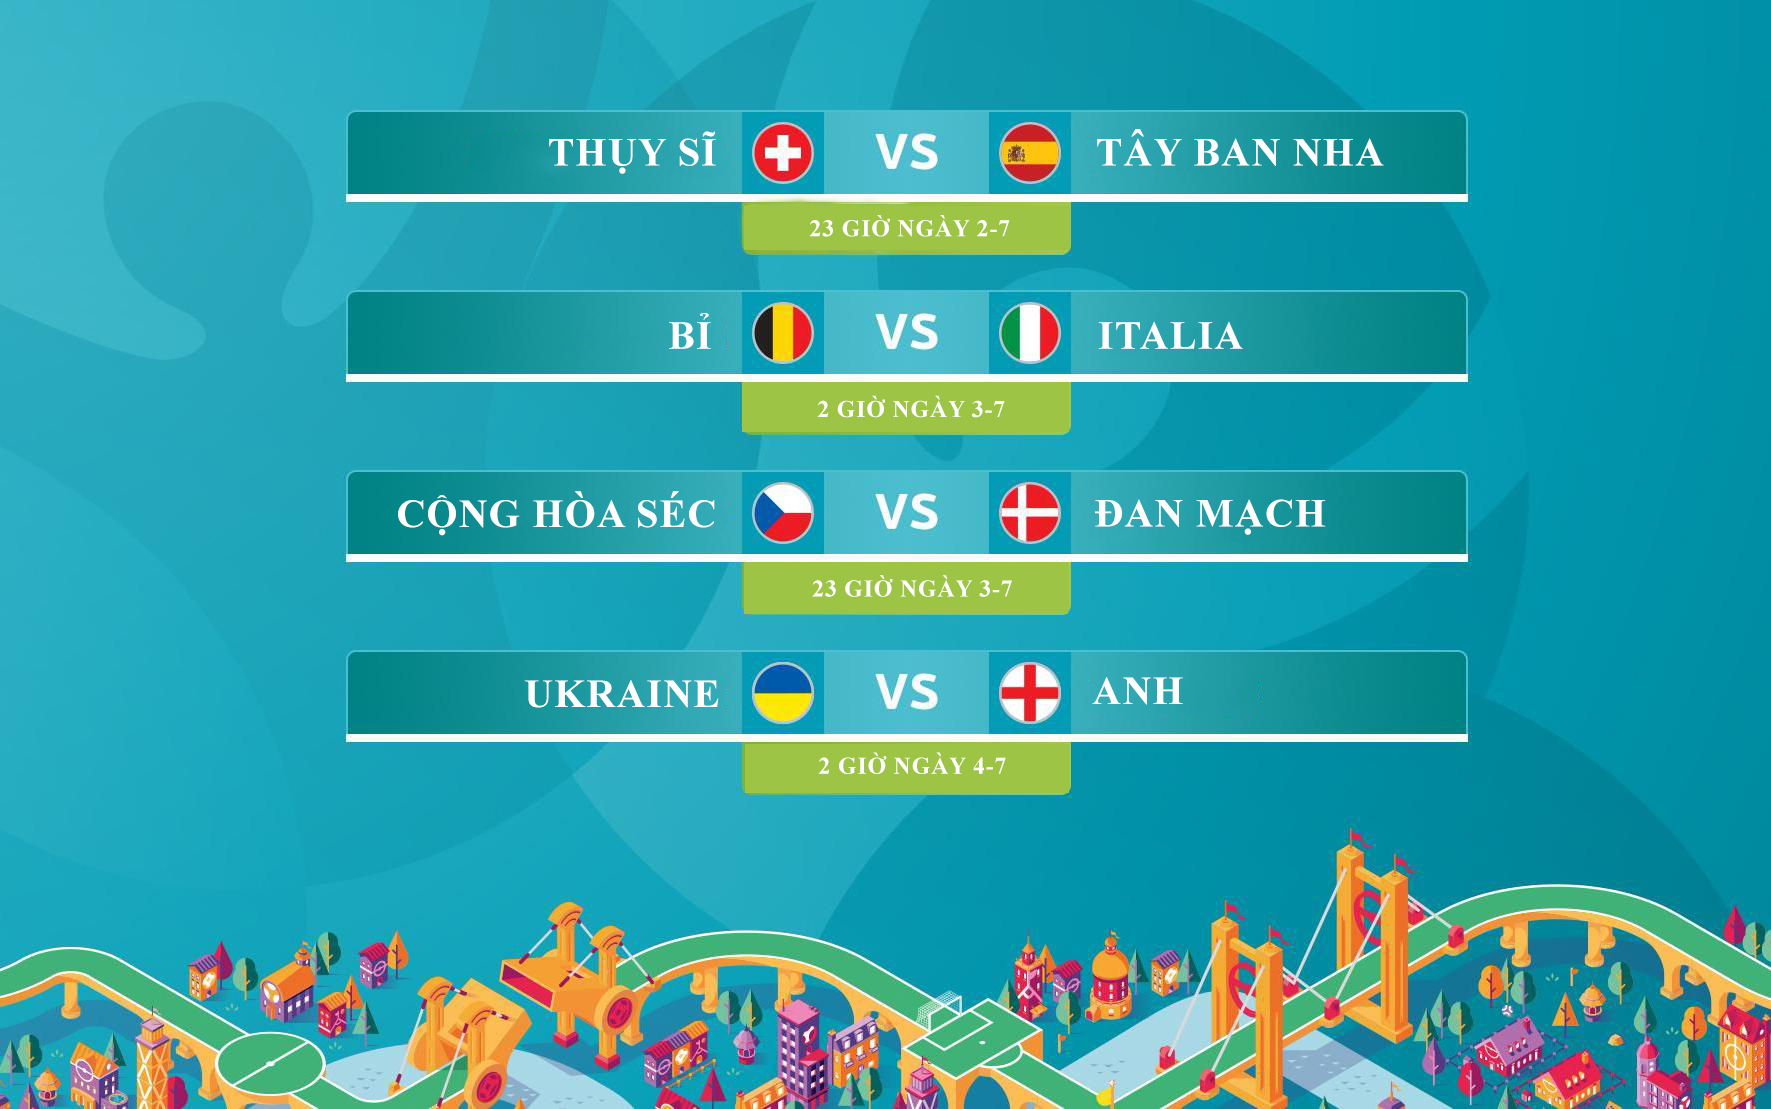 THỤY SĨ VS TÂY BAN NHA
23 GIỜ NGÀY 2-7
BỈ VS ITALIA
2 GIỜ NGÀY 3-7
CỘNG HÒA SÉC VS ĐAN MẠCH
23 GIỜ NGÀY 3-7
UKRAINE VS ANH
2 GIỜ NGÀY 4-7